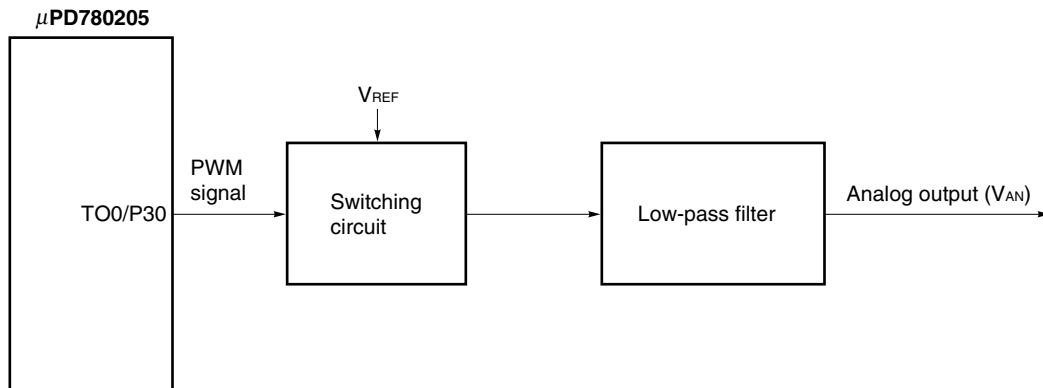 μPD780205
VREF
PWM
signal
TO0/P30
Switching
circuit
Low-pass filter
Analog output (VAN)